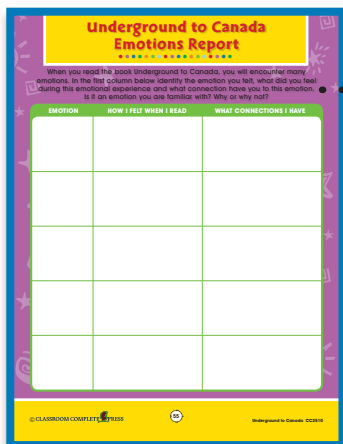 Underground to Canada
Emotions Report
When you read the book Underground to Canada, you will encounter many
emotions. In the first column below identify the emotion you felt, what did you feel
during this emotional experience and what connection have you to this emotion.
Is it an emotion you are familiar with? Why or why not?
EMOTION HOW I FELT WHEN I READ WHAT CONNECTIONS I HAVE
© CLASSROOM COMPLETE PRESS 55 Underground to Canada CC2510